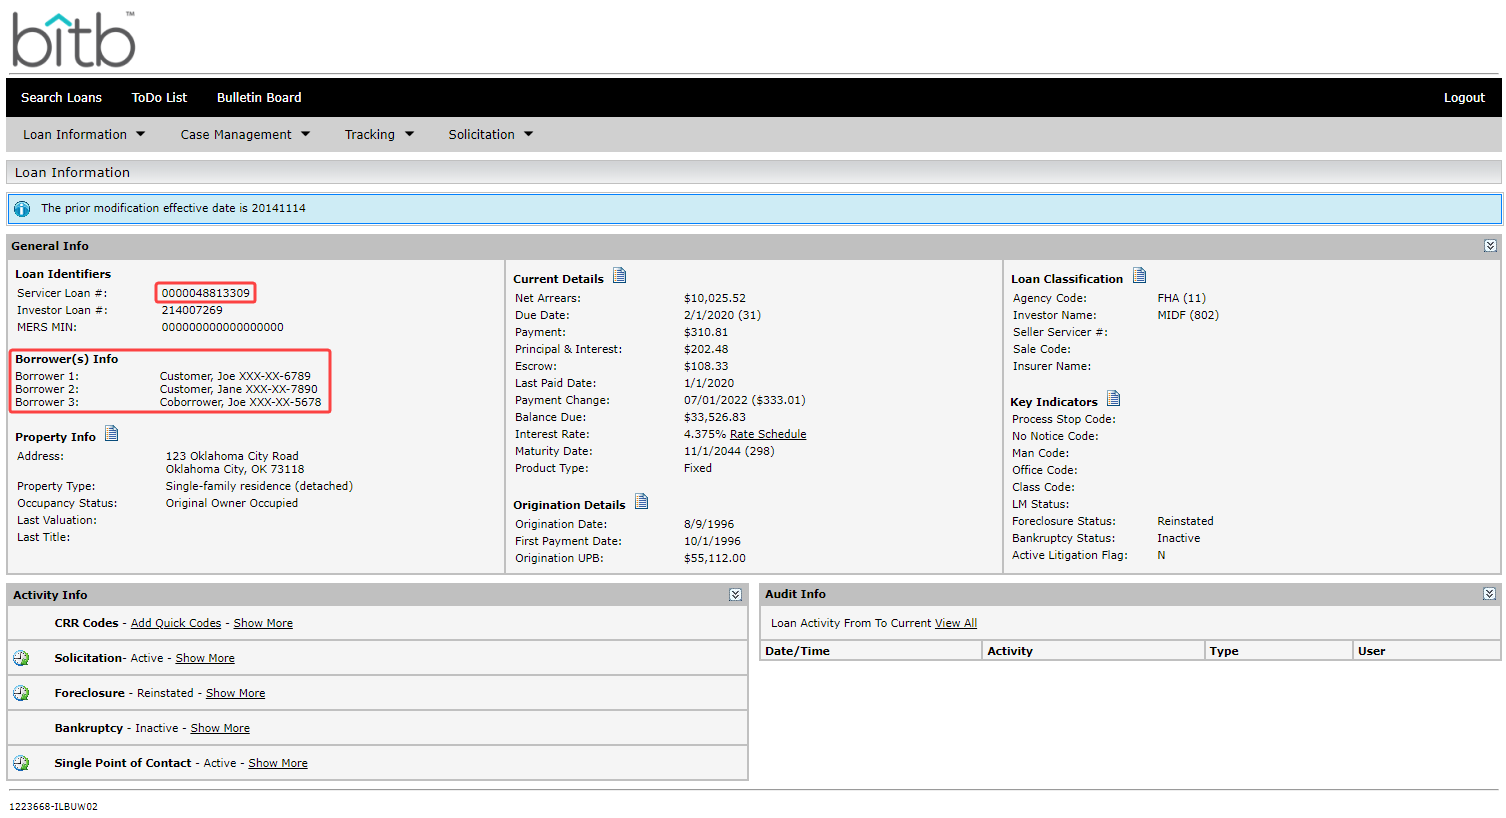 bitb™
Search Loans ToDo List Bulletin Board Logout
Loan Information Case Management Tracking Solicitation
Loan Information
The prior modification effective date is 20141114
General Info
Loan Identifiers
Servicer Loan #: 0000048813309
Investor Loan #: 214007269
MERS MIN: 000000000000000000
Borrower(s) Info
Borrower 1: Customer, Joe XXX-XX-6789
Borrower 2: Customer, Jane XXX-XX-7890
Borrower 3: Coborrower, Joe XXX-XX-5678
Property Info
Address: 123 Oklahoma City Road
Oklahoma City, OK 73118
Property Type: Single-family residence (detached)
Occupancy Status: Original Owner Occupied
Last Valuation:
Last Title:
Current Details
Net Arrears: $10,025.52
Due Date: 2/1/2020 (31)
Payment: $310.81
Principal & Interest: $202.48
Escrow: $108.33
Last Paid Date: 1/1/2020
Payment Change: 07/01/2022 ($333.01)
Balance Due: $33,526.83
Interest Rate: 4.375% Rate Schedule
Maturity Date: 11/1/2044 (298)
Product Type: Fixed
Origination Details
Origination Date: 8/9/1996
First Payment Date: 10/1/1996
Origination UPB: $55,112.00
Loan Classification
Agency Code: FHA (11)
Investor Name: MIDF (802)
Seller Servicer #:
Sale Code:
Insurer Name:
Key Indicators
Process Stop Code:
No Notice Code:
Man Code:
Office Code:
Class Code:
LM Status:
Foreclosure Status: Reinstated
Bankruptcy Status: Inactive
Active Litigation Flag: N
Activity Info
CRR Codes - Add Quick Codes - Show More
Solicitation- Active - Show More
Foreclosure - Reinstated - Show More
Bankruptcy - Inactive - Show More
Single Point of Contact - Active - Show More
Audit Info
Loan Activity From To Current View All
Date/Time Activity Type User
1223668-ILBUW02